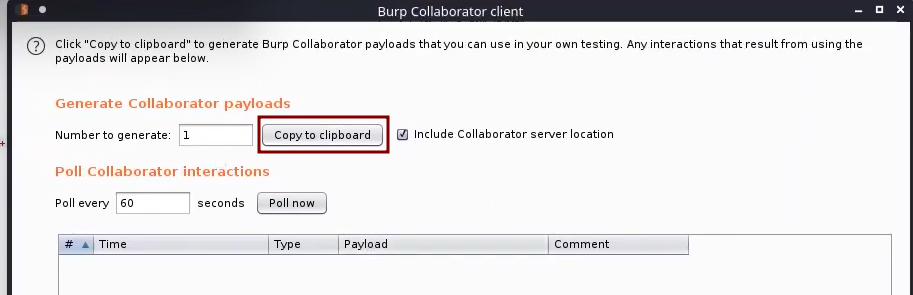 Burp Collaborator client
Click "Copy to clipboard" to generate Burp Collaborator payloads that you can use in your own testing. Any interactions that result from using the
payloads will appear below.
Generate Collaborator payloads
Number to generate: 1 Copy to clipboard Include Collaborator server location
Poll Collaborator interactions
Poll every 60 seconds Poll now
# Time Type Payload Comment